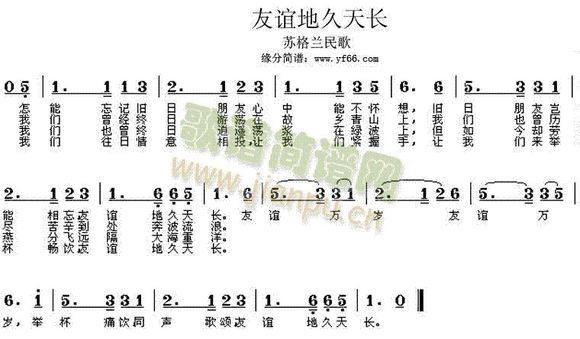 友谊地久天长
苏格兰民歌
缘分简谱：www.yf66.com
0 5 | 1. 1 1 3 | 2. 1 2 3 | 1. 1 3 5 | 6. 6 | 5. 3 3 1 |
怎能忘记旧日朋友心中能不怀想，旧日朋友岂
我们曾经终日游荡在故乡青山上，我们也曾历
我们也曾终日逍遥荡桨在绿波上，但如今却劳
我们往日情意相投，让我们紧握手，让我们举
2. 1 2 3 | 1. 6 6 5 | 1. 6 | 5. 3 3 1 | 2. 1 2 6 | 5. 3 3 5 |
能相忘友谊地久天长。友谊万岁友谊万
尽苦辛到处奔波流浪。
燕分飞远隔大海重洋。
杯畅饮友谊地久天长。
6. i | 5. 3 3 1 | 2. 1 2 3 | 1. 6 6 5 | 1. 0 ‖
岁，举杯痛饮同声歌颂友谊地久天长。
歌谱简谱网
www.jianpu.cn